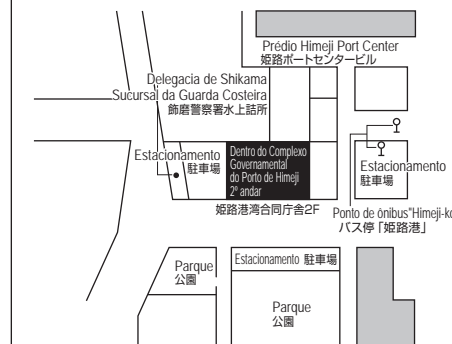 Prédio Himeji Port Center
姫路ポートセンタービル
Delegacia de Shikama
Sucursal da Guarda Costeira
飾磨警察署水上詰所
Estacionamento
駐車場
Dentro do Complexo
Governamental
do Porto de Himeji
2º andar
姫路港湾合同庁舎2F
Estacionamento
駐車場
Ponto de ônibus"Himeji-ko
バス停「姫路港」
Parque
公園
Estacionamento 駐車場
Parque
公園